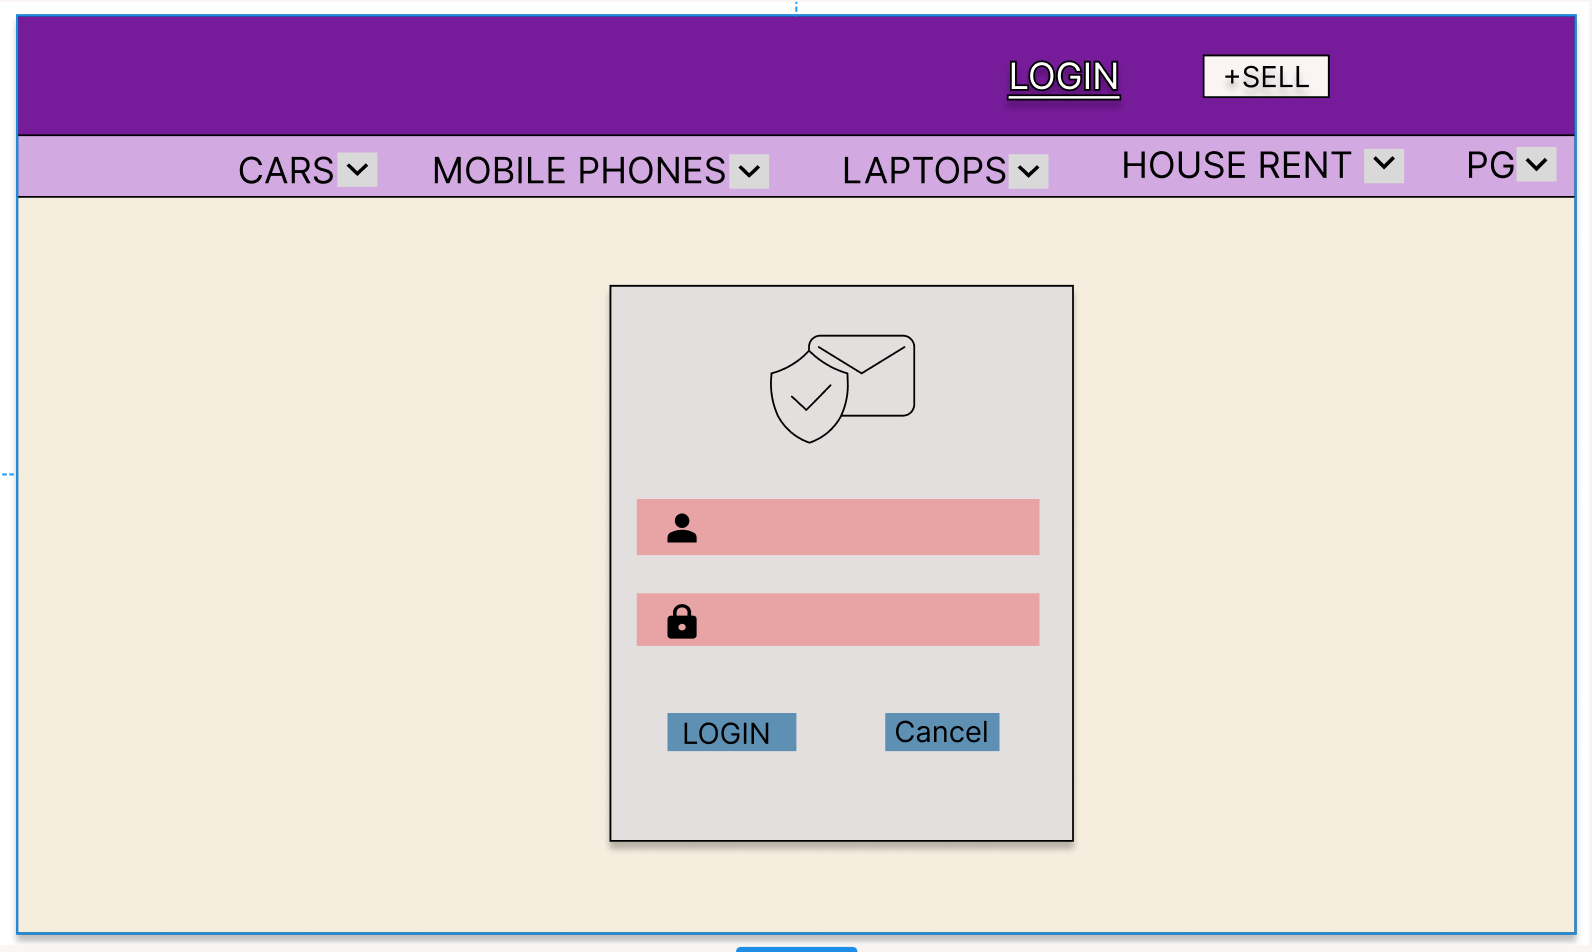 LOGIN +SELL
CARS MOBILE PHONES LAPTOPS HOUSE RENT PG
LOGIN Cancel